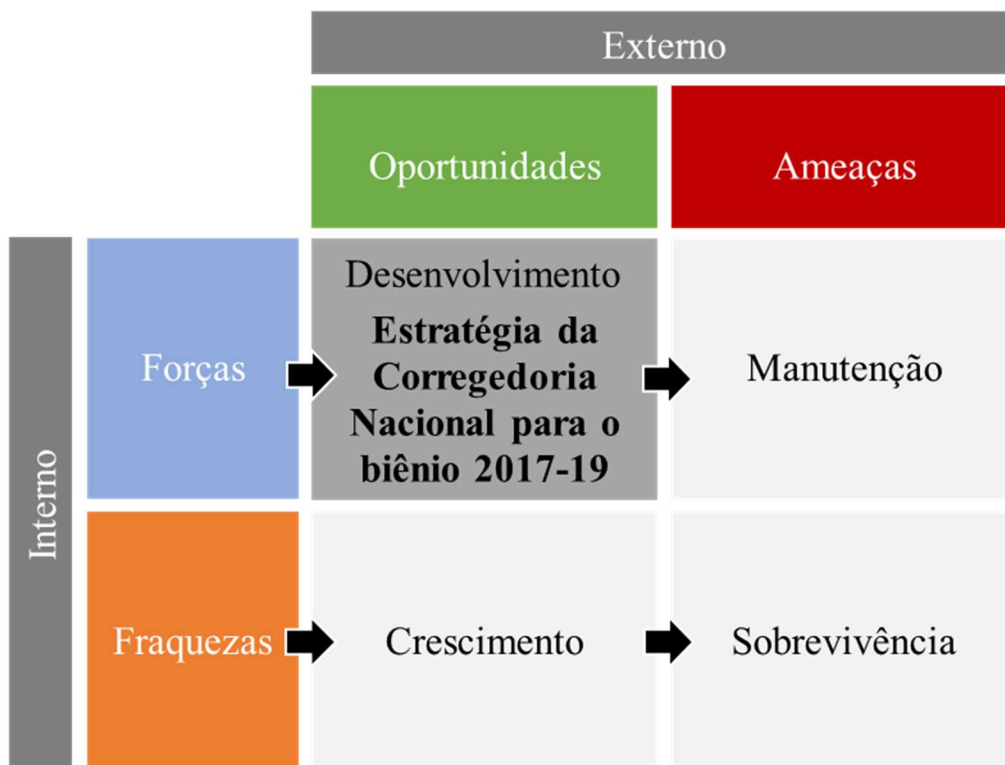 Externo
Oportunidades
Ameaças
Interno
Forças
Desenvolvimento
Estratégia da
Corregedoria
Nacional para o
biênio 2017-19
Manutenção
Fraquezas
Crescimento
Sobrevivência